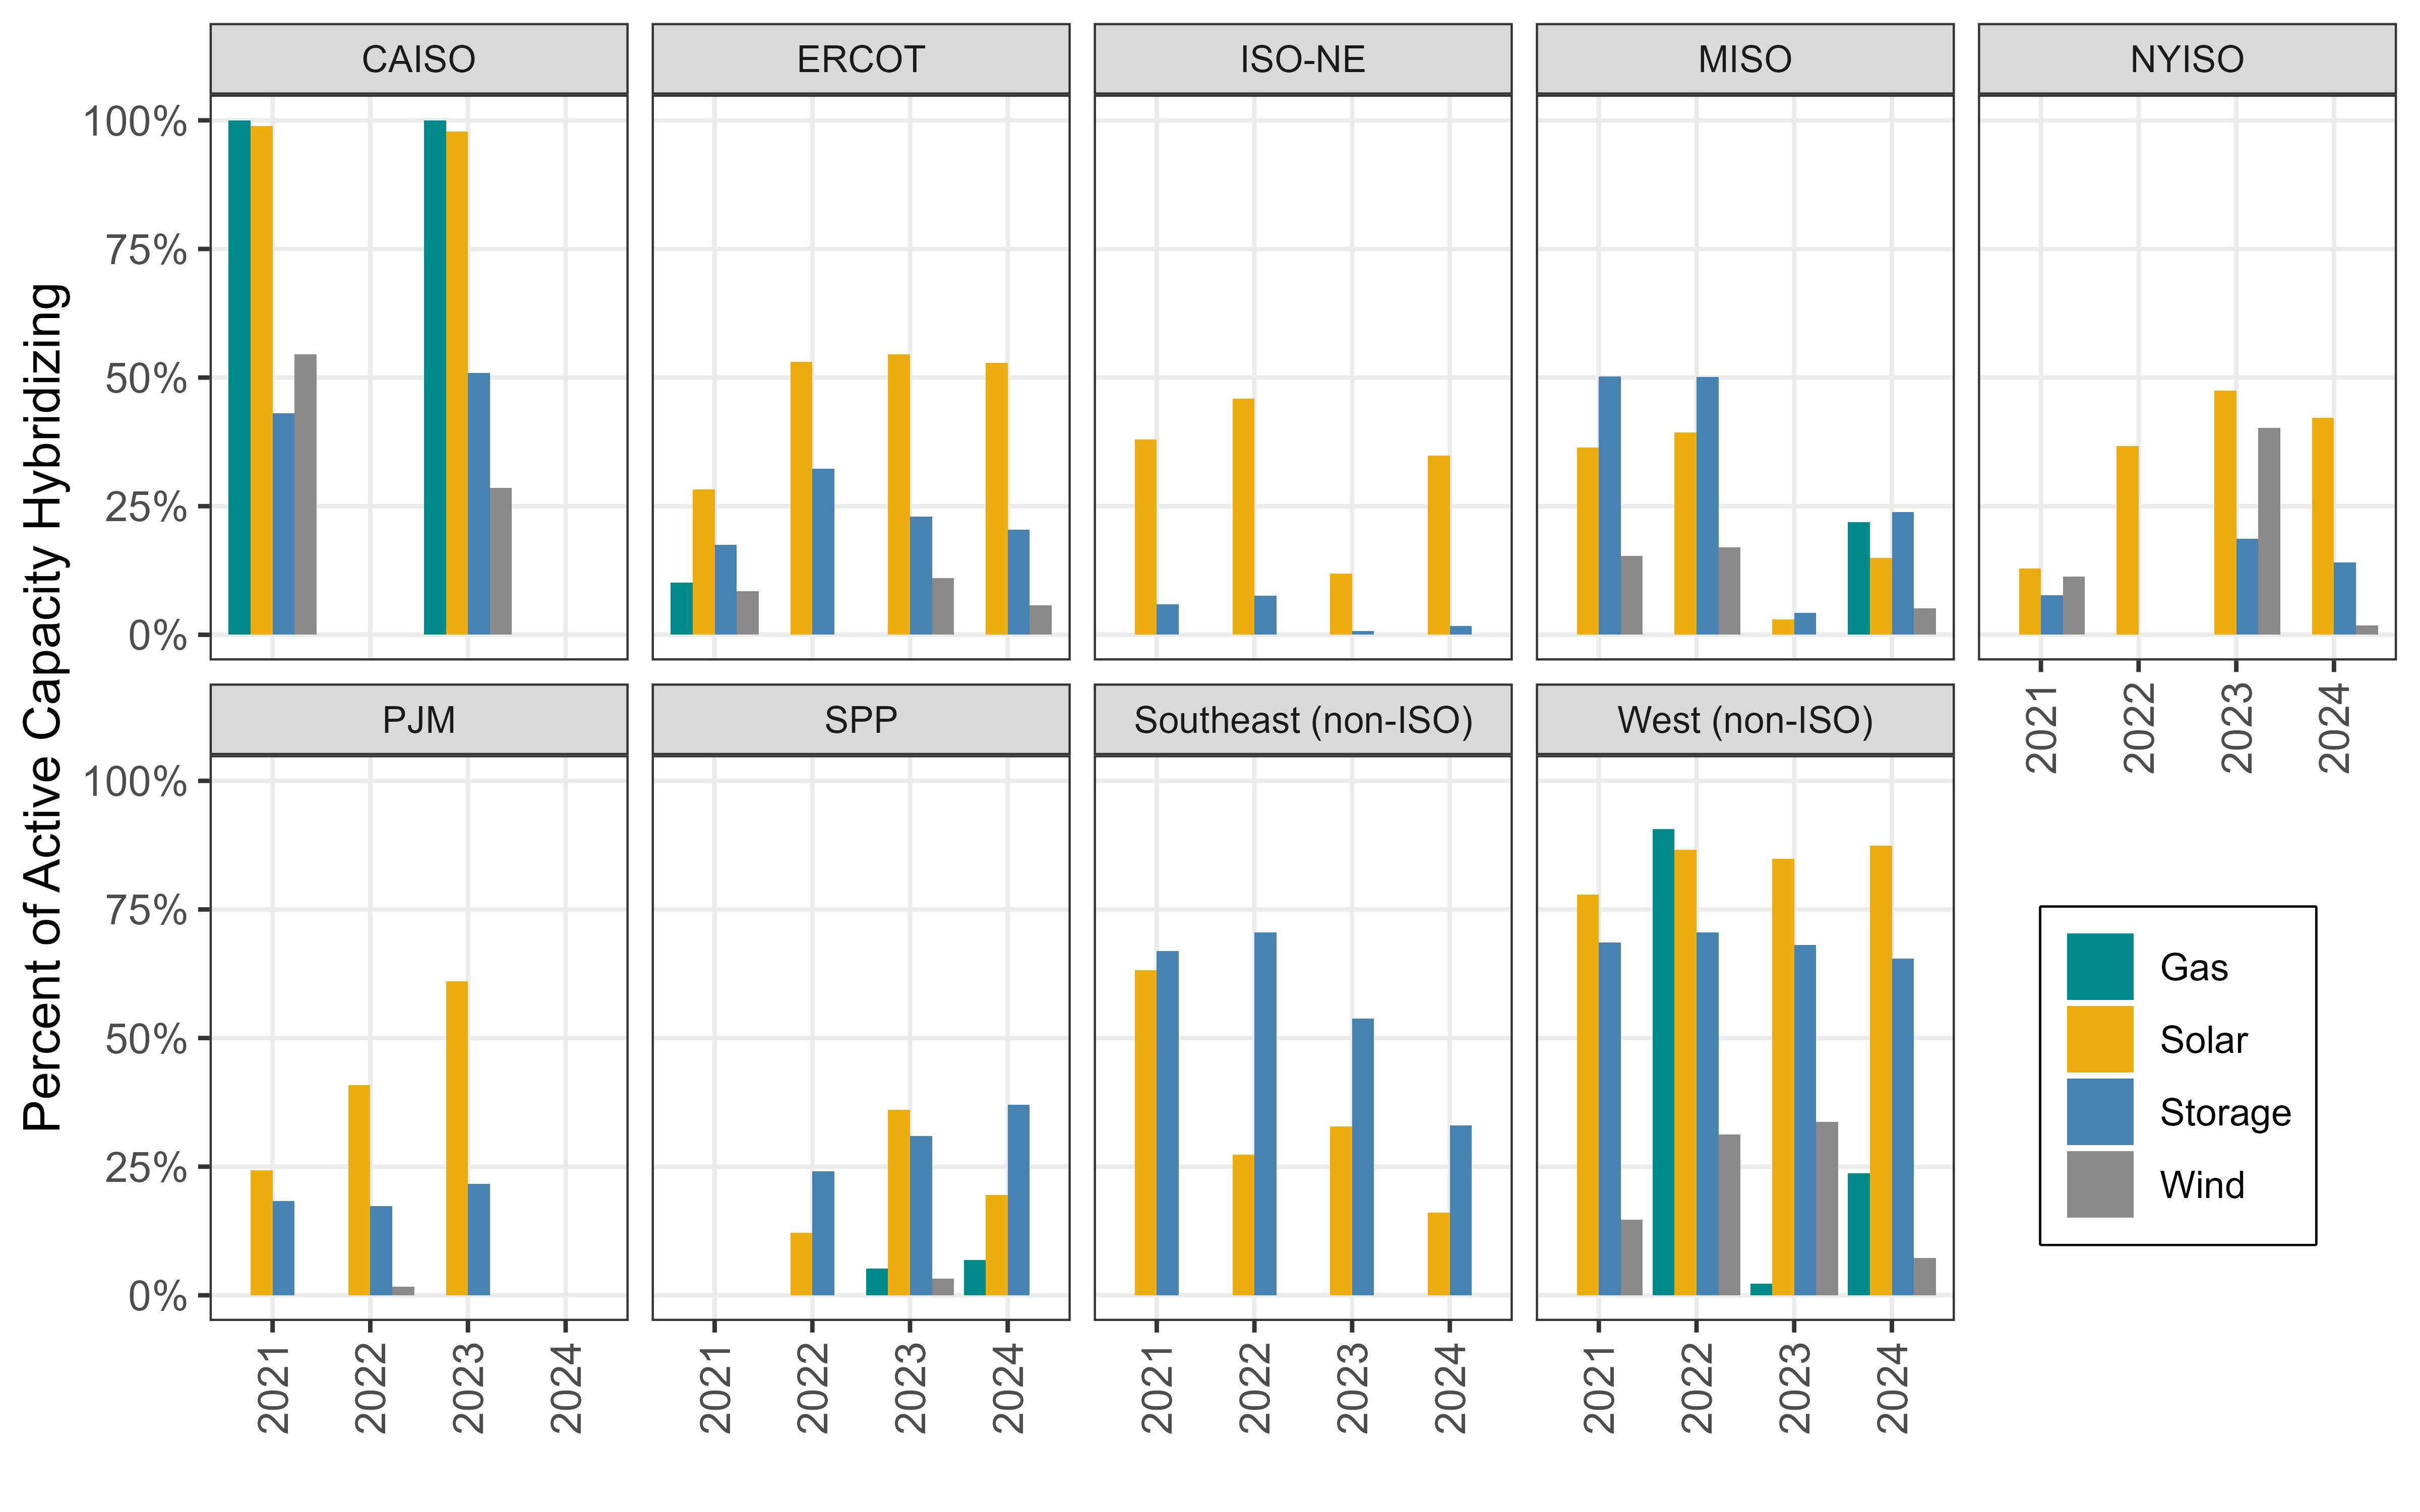 CAISO
ERCOT
ISO-NE
MISO
NYISO
100%
75%
50%
25%
0%
2021
2022
2023
2024
PJM
SPP
Southeast (non-ISO)
West (non-ISO)
100%
75%
50%
25%
0%
2021
2022
2023
2024
2021
2022
2023
2024
2021
2022
2023
2024
2021
2022
2023
2024
Percent of Active Capacity Hybridizing
Gas
Solar
Storage
Wind